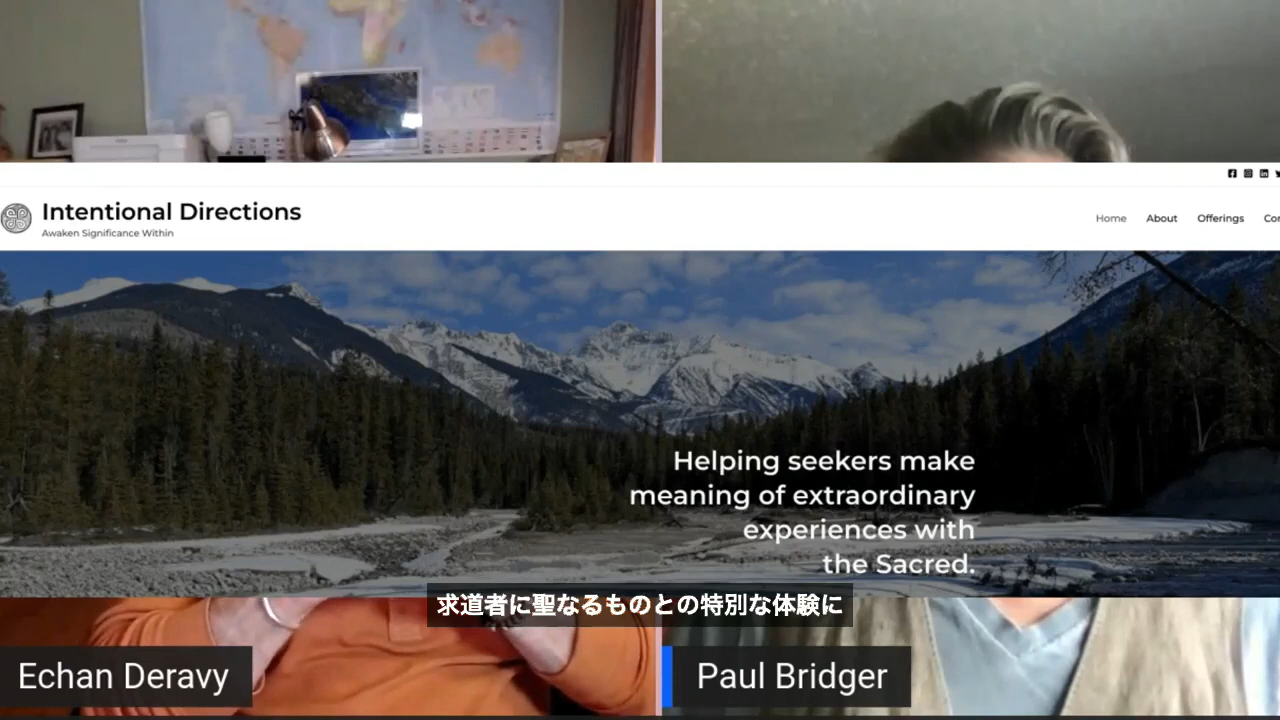 Intentional Directions
Awaken Significance Within
Home About Offerings
Helping seekers make
meaning of extraordinary
experiences with
the Sacred.
求道者に聖なるものとの特別な体験に
Echan Deravy
Paul Bridger